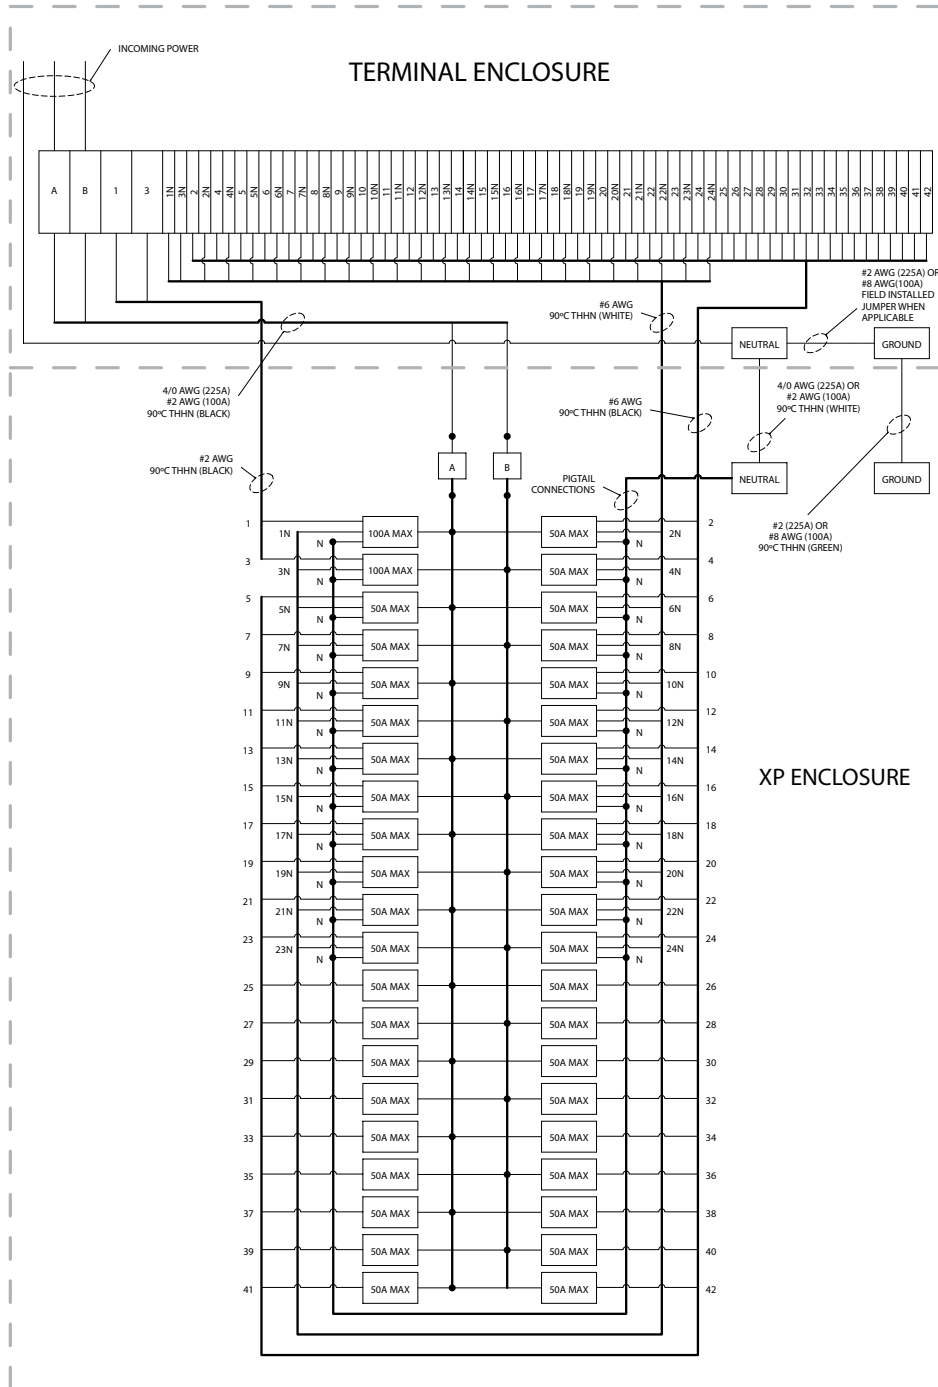 INCOMING POWER
TERMINAL ENCLOSURE
A B 1 3 1N 3N 2 2N 4 4N 5 5N 6 6N 7 7N 8 8N 9 9N 10 10N 11 11N 12 12N 13 13N 14 14N 15 15N 16 16N 17 17N 18 18N 19 19N 20 20N 21 21N 22 22N 23 23N 24 24N 25 26 27 28 29 30 31 32 33 34 35 36 37 38 39 40 41 42
#2 AWG (225A) OR
#8 AWG(100A)
FIELD INSTALLED
JUMPER WHEN
APPLICABLE
#6 AWG
90ºC THHN (WHITE)
NEUTRAL
GROUND
4/0 AWG (225A)
#2 AWG (100A)
90ºC THHN (BLACK)
#6 AWG
90ºC THHN (BLACK)
4/0 AWG (225A) OR
#2 AWG (100A)
90ºC THHN (WHITE)
#2 AWG
90ºC THHN (BLACK)
A
B
PIGTAIL
CONNECTIONS
NEUTRAL
GROUND
#2 (225A) OR
#8 AWG (100A)
90ºC THHN (GREEN)
1 1N N 100A MAX 50A MAX N 2N 2
3 3N N 100A MAX 50A MAX N 4N 4
5 5N N 50A MAX 50A MAX N 6N 6
7 7N N 50A MAX 50A MAX N 8N 8
9 9N N 50A MAX 50A MAX N 10N 10
11 11N N 50A MAX 50A MAX N 12N 12
13 13N N 50A MAX 50A MAX N 14N 14
XP ENCLOSURE
15 15N N 50A MAX 50A MAX N 16N 16
17 17N N 50A MAX 50A MAX N 18N 18
19 19N N 50A MAX 50A MAX N 20N 20
21 21N N 50A MAX 50A MAX N 22N 22
23 23N N 50A MAX 50A MAX N 24N 24
25 50A MAX 50A MAX 26
27 50A MAX 50A MAX 28
29 50A MAX 50A MAX 30
31 50A MAX 50A MAX 32
33 50A MAX 50A MAX 34
35 50A MAX 50A MAX 36
37 50A MAX 50A MAX 38
39 50A MAX 50A MAX 40
41 50A MAX 50A MAX 42